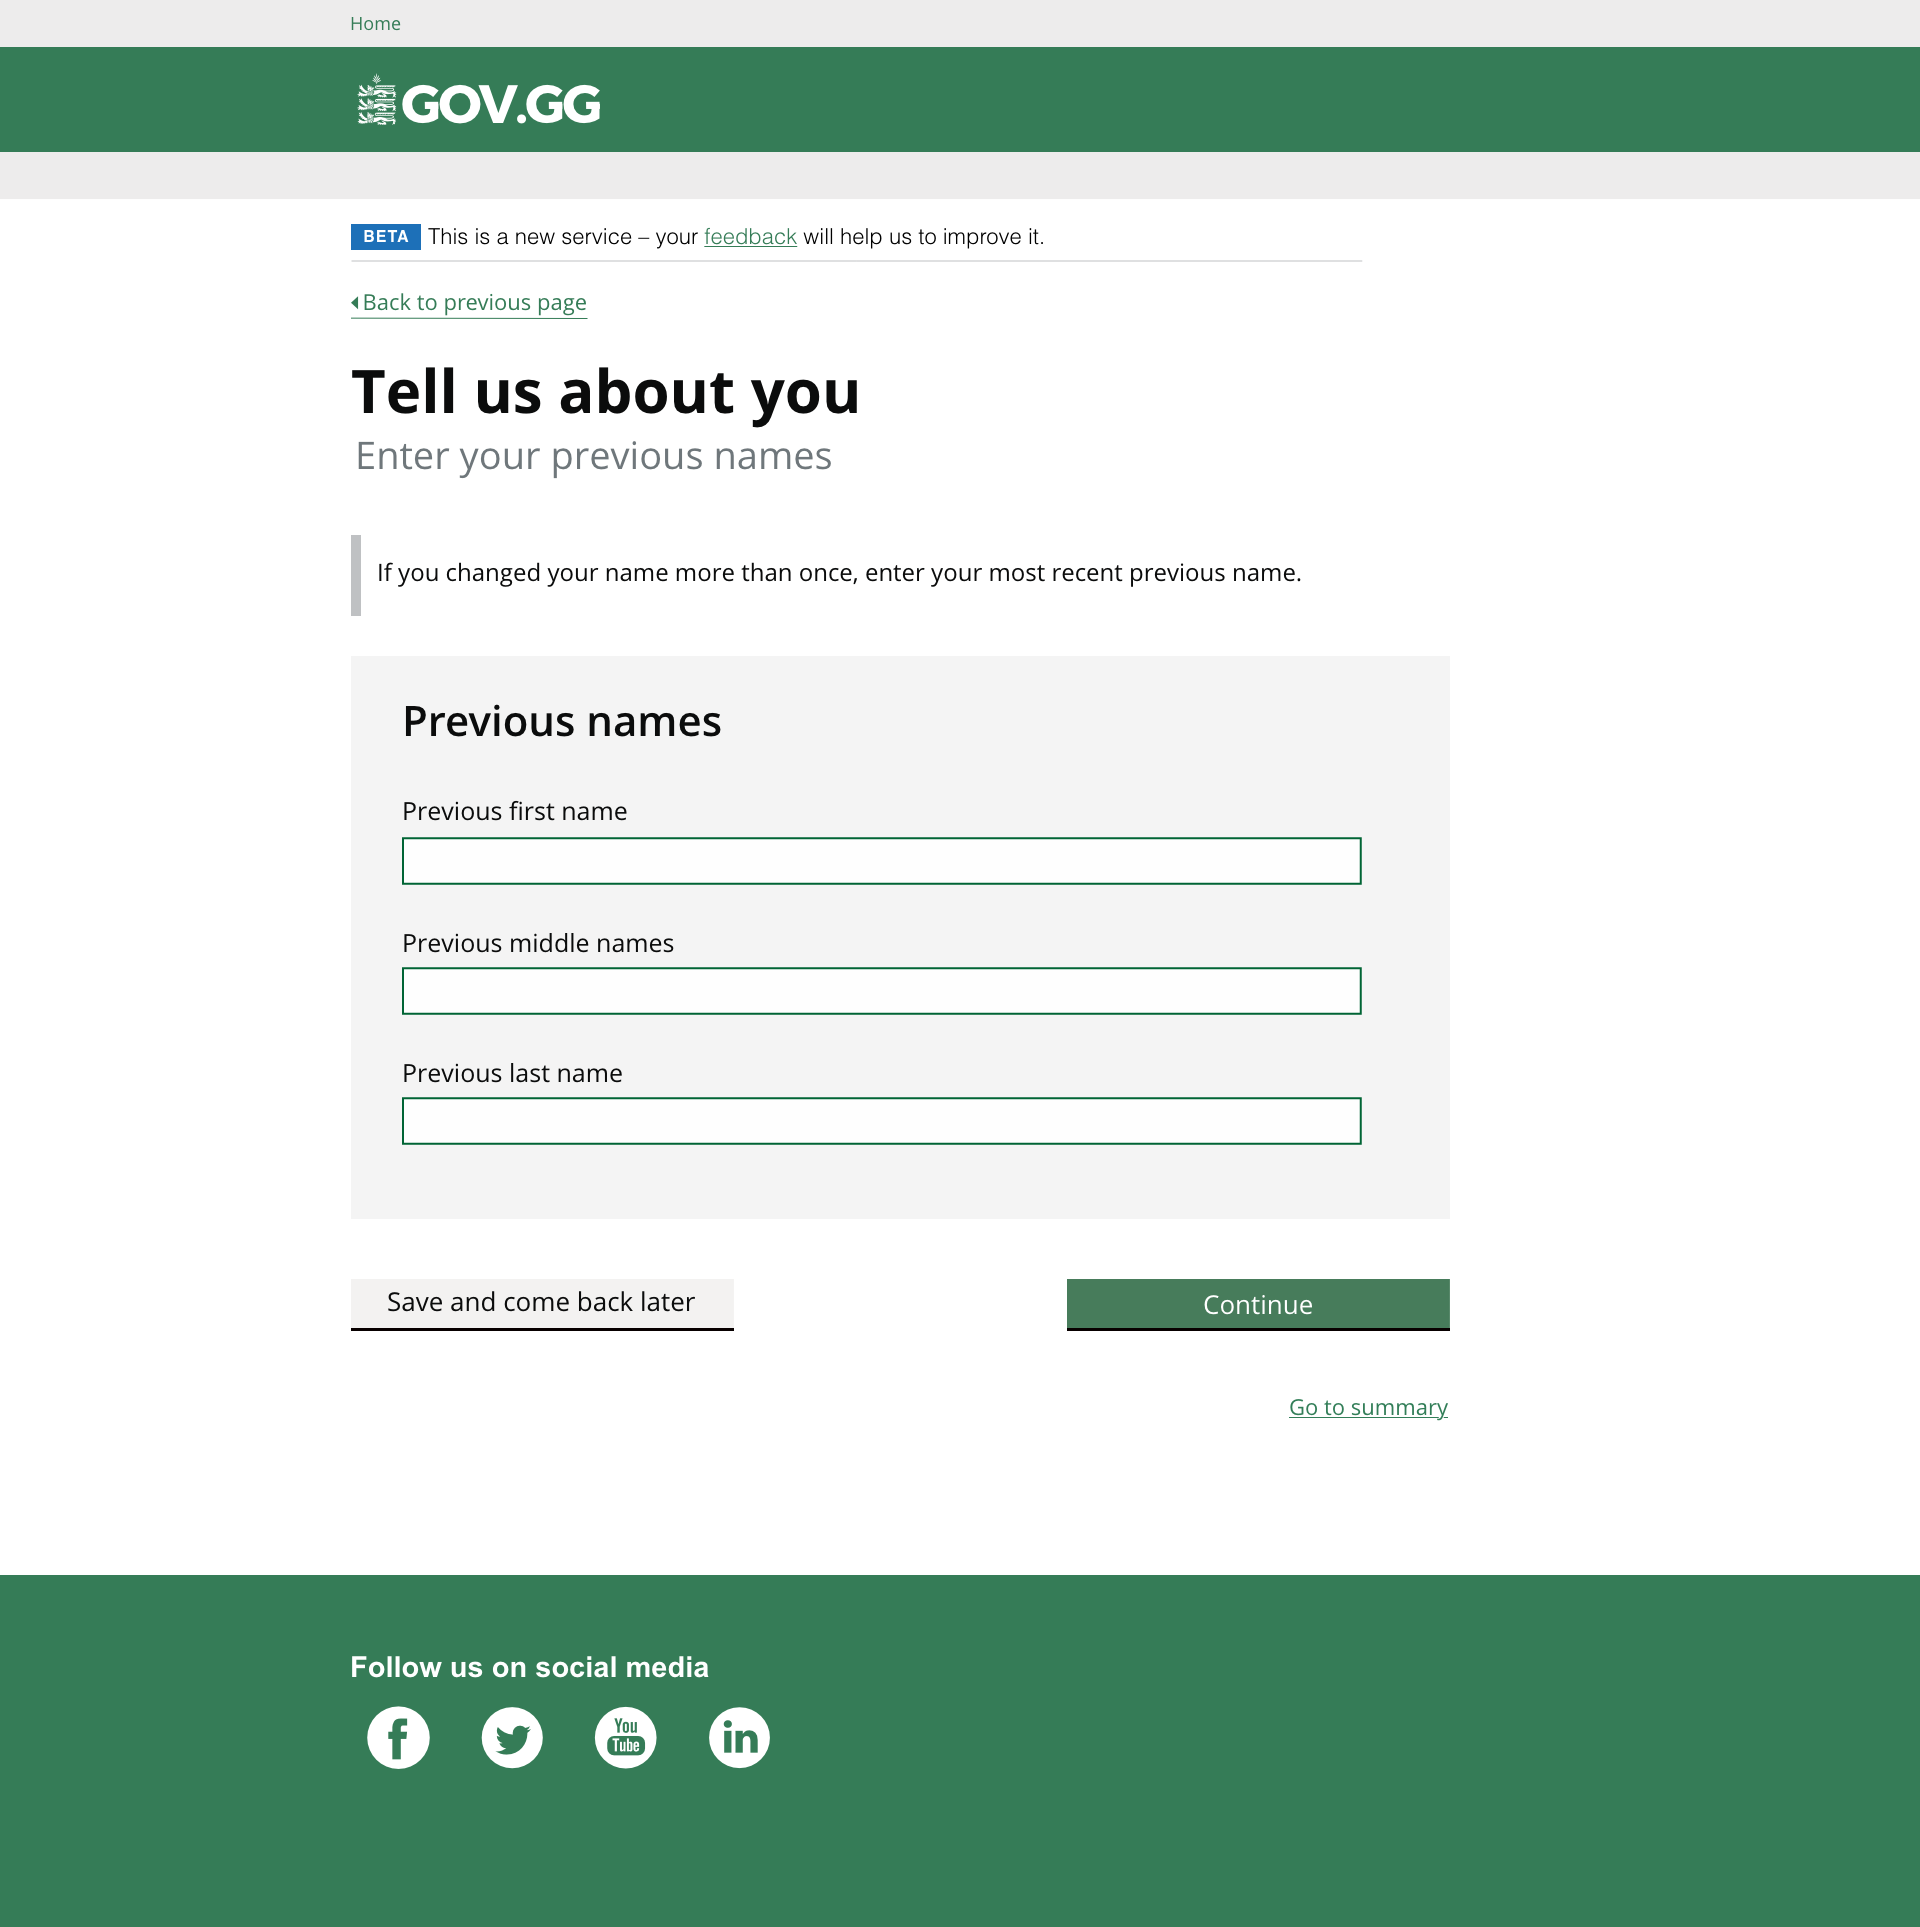 Home
GOV.GG
BETA This is a new service – your feedback will help us to improve it.
Back to previous page
Tell us about you
Enter your previous names
If you changed your name more than once, enter your most recent previous name.
Previous names
Previous first name
Previous middle names
Previous last name
Save and come back later
Continue
Go to summary
Follow us on social media
f
You
Tube
in